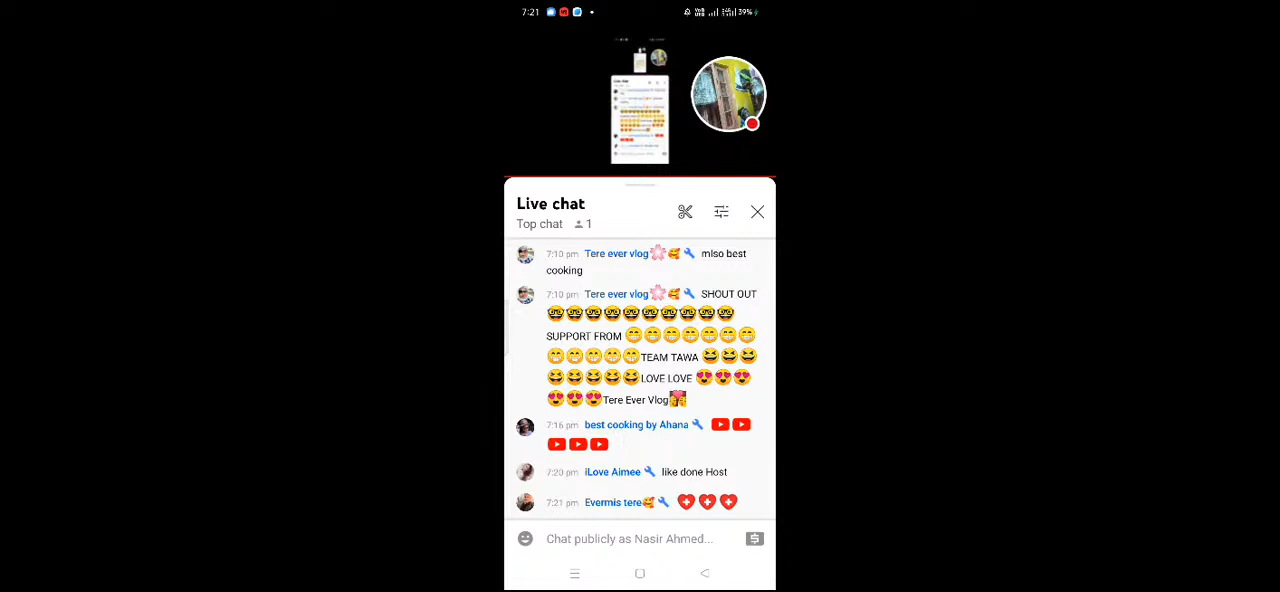 7:21
39%
Live chat
Top chat 1
7:10 pm Tere ever vlog🌸🥰 mlso best
cooking
7:10 pm Tere ever vlog🌸🥰 SHOUT OUT
🤓🤓🤓🤓🤓🤓🤓🤓🤓🤓
SUPPORT FROM 😁😁😁😁😁😁😁
😁😁😁😁😁TEAM TAWA 😆😆😆
😆😆😆😆😆LOVE LOVE 😍😍😍
😍😍😍Tere Ever Vlog💏
7:16 pm best cooking by Ahana
7:20 pm iLove Aimee like done Host
7:21 pm Evermis tere🥰
Chat publicly as Nasir Ahmed...